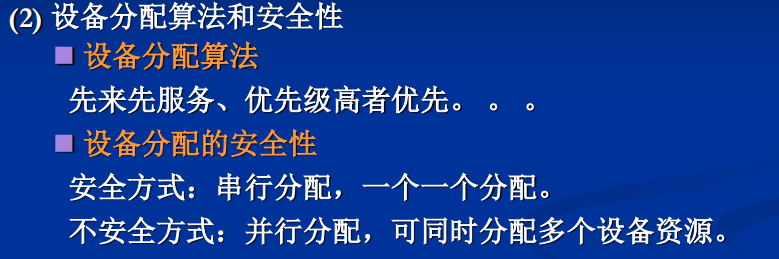 (2) 设备分配算法和安全性
设备分配算法
先来先服务、优先级高者优先。 。 。
设备分配的安全性
安全方式：串行分配，一个一个分配。
不安全方式：并行分配，可同时分配多个设备资源。